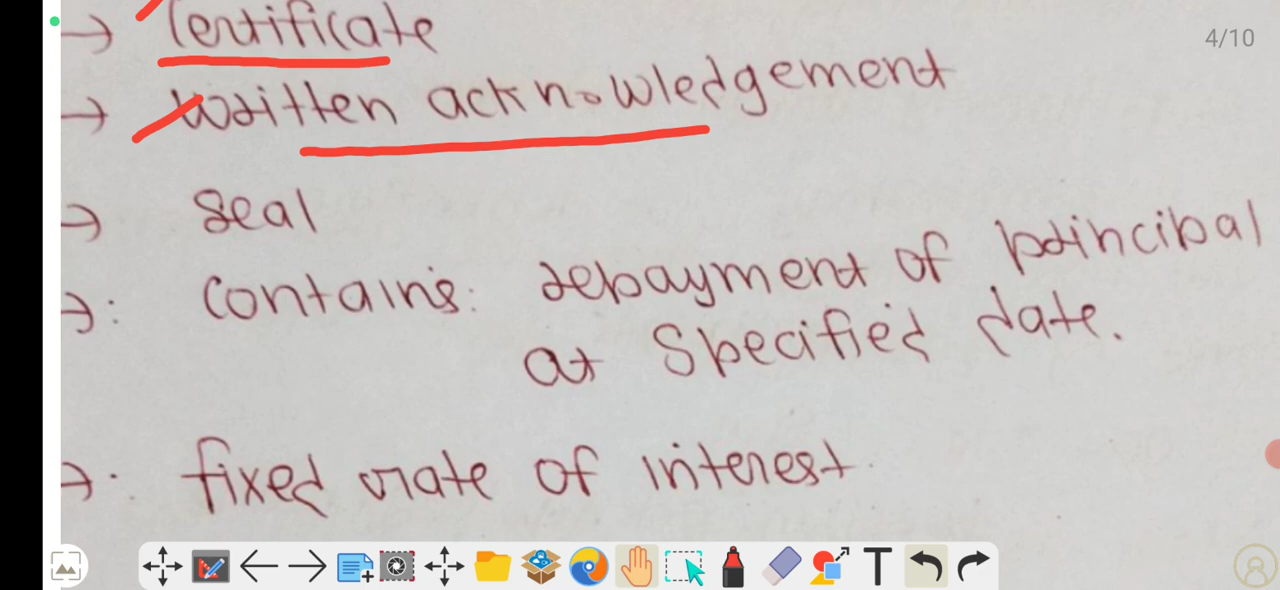 → Certificate
4/10
→ Written acknowledgement
→ Seal
→: Contains: repayment of principal
at Specified date.
→. fixed rate of interest.
T